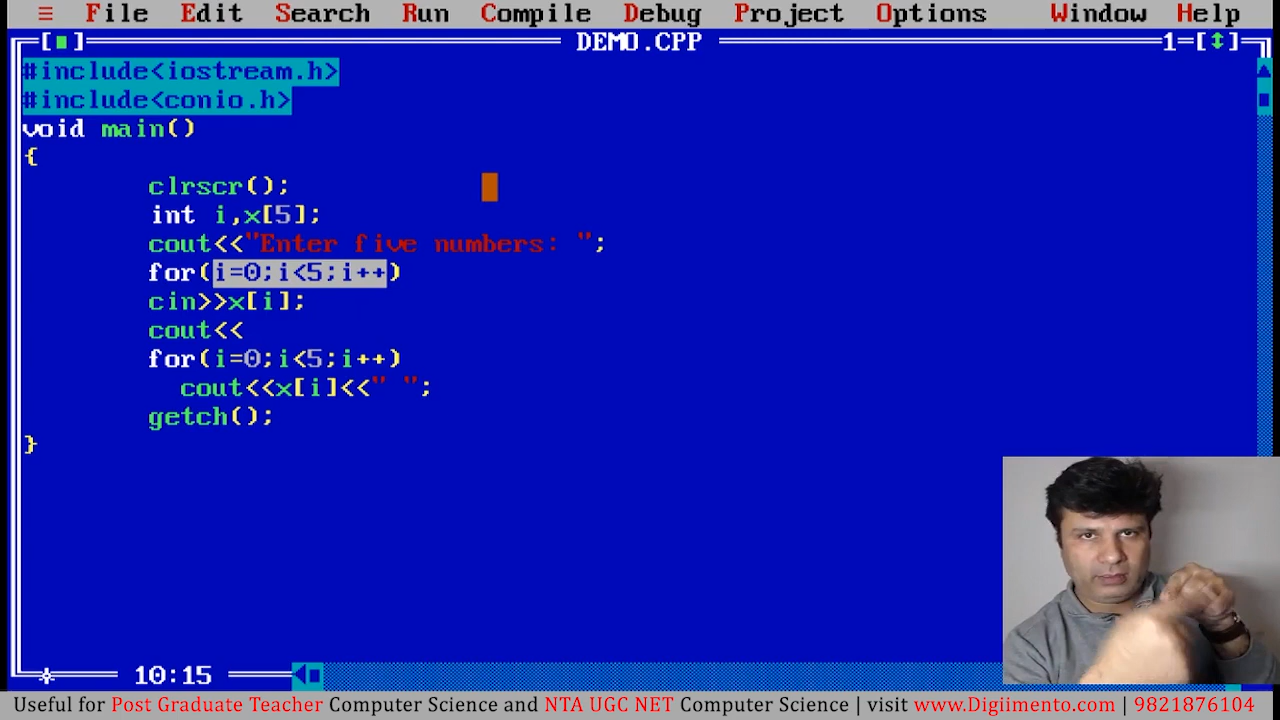 ≡ File Edit Search Run Compile Debug Project Options Window Help
[■] DEMO.CPP 1=[↕]
#include<iostream.h>
#include<conio.h>
void main()
{
clrscr();
int i,x[5];
cout<<"Enter five numbers: ";
for(i=0;i<5;i++)
cin>>x[i];
cout<<
for(i=0;i<5;i++)
cout<<x[i]<<" ";
getch();
}
10:15
Useful for Post Graduate Teacher Computer Science and NTA UGC NET Computer Science | visit www.Digiimento.com | 9821876104